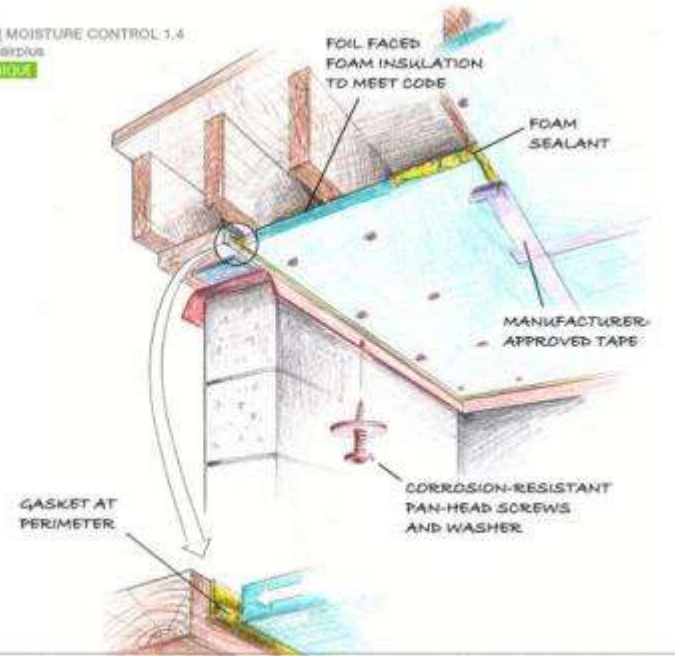 MOISTURE CONTROL 1.4
airplus
FOIL FACED
FOAM INSULATION
TO MEET CODE
FOAM
SEALANT
MANUFACTURER-
APPROVED TAPE
CORROSION-RESISTANT
PAN-HEAD SCREWS
AND WASHER
GASKET AT
PERIMETER